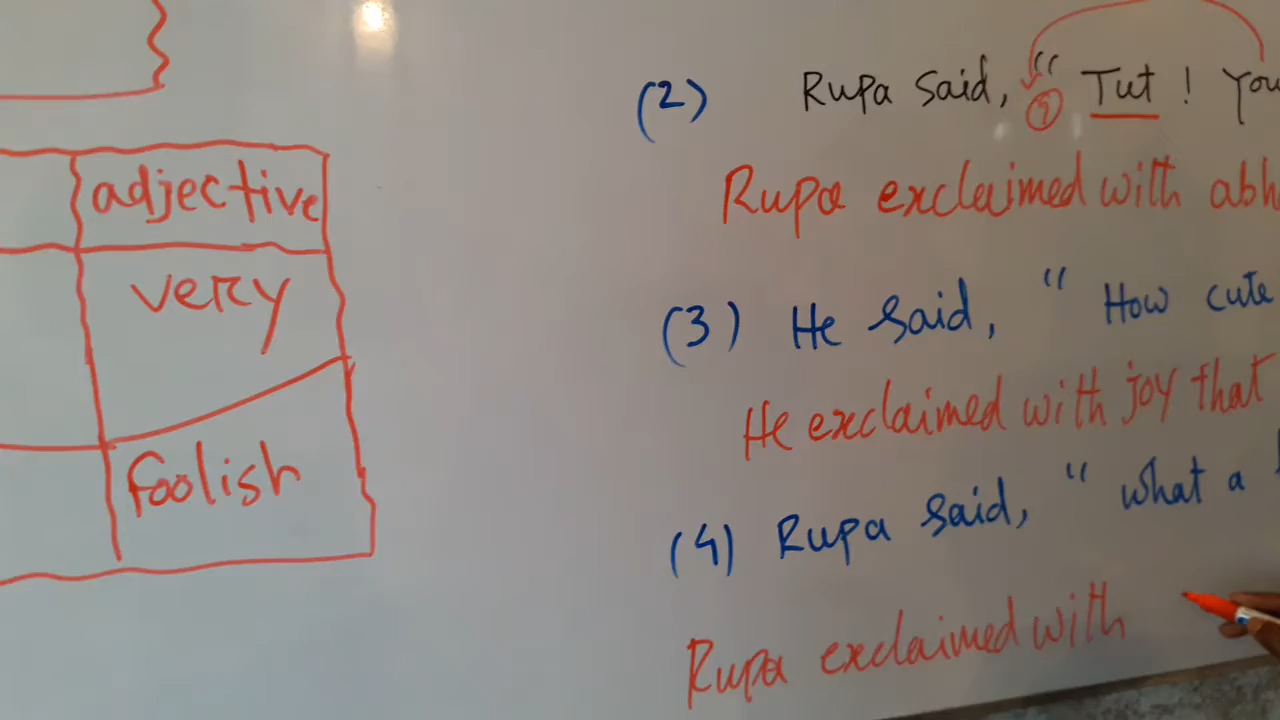 adjective
very
foolish
(2) Rupa said, " Tut ! You
Rupa exclaimed with
(3) He said, " How cute
He exclaimed with joy that
(4) Rupa said, " what a
Rupa exclaimed with